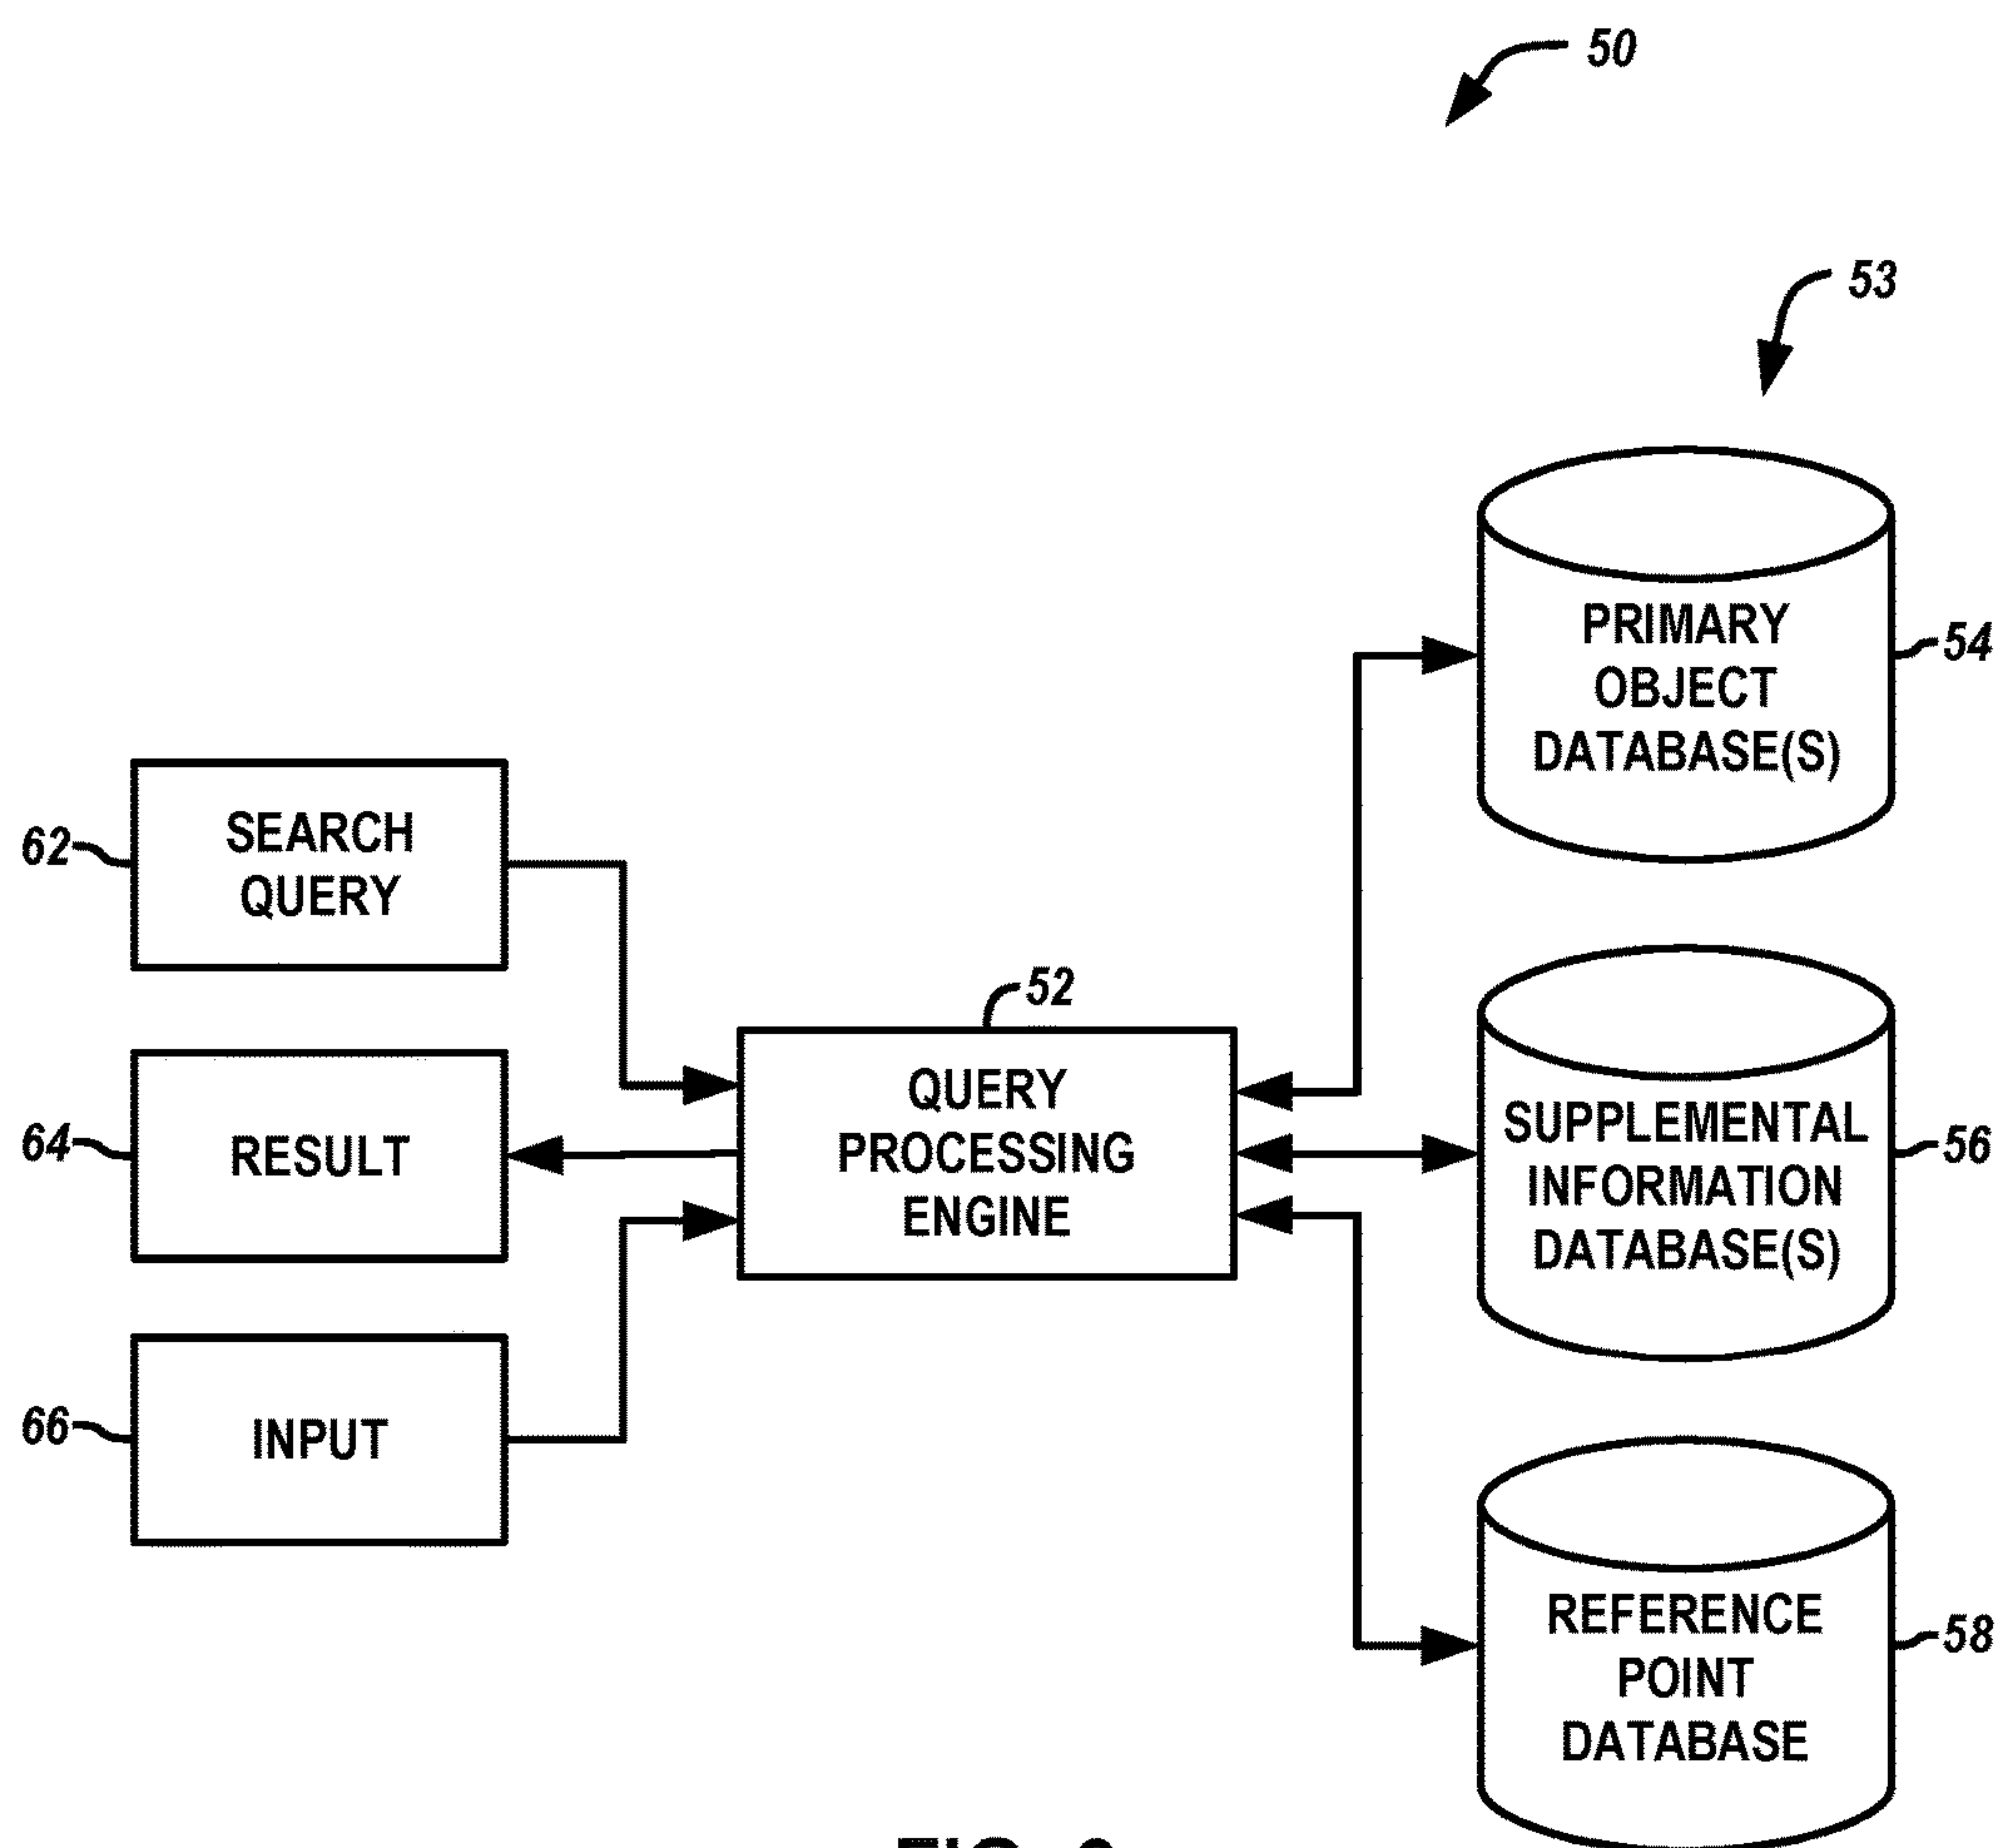 50
53
PRIMARY
OBJECT
DATABASE(S)
54
62
SEARCH
QUERY
52
QUERY
PROCESSING
ENGINE
64
RESULT
SUPPLEMENTAL
INFORMATION
DATABASE(S)
56
66
INPUT
REFERENCE
POINT
DATABASE
58